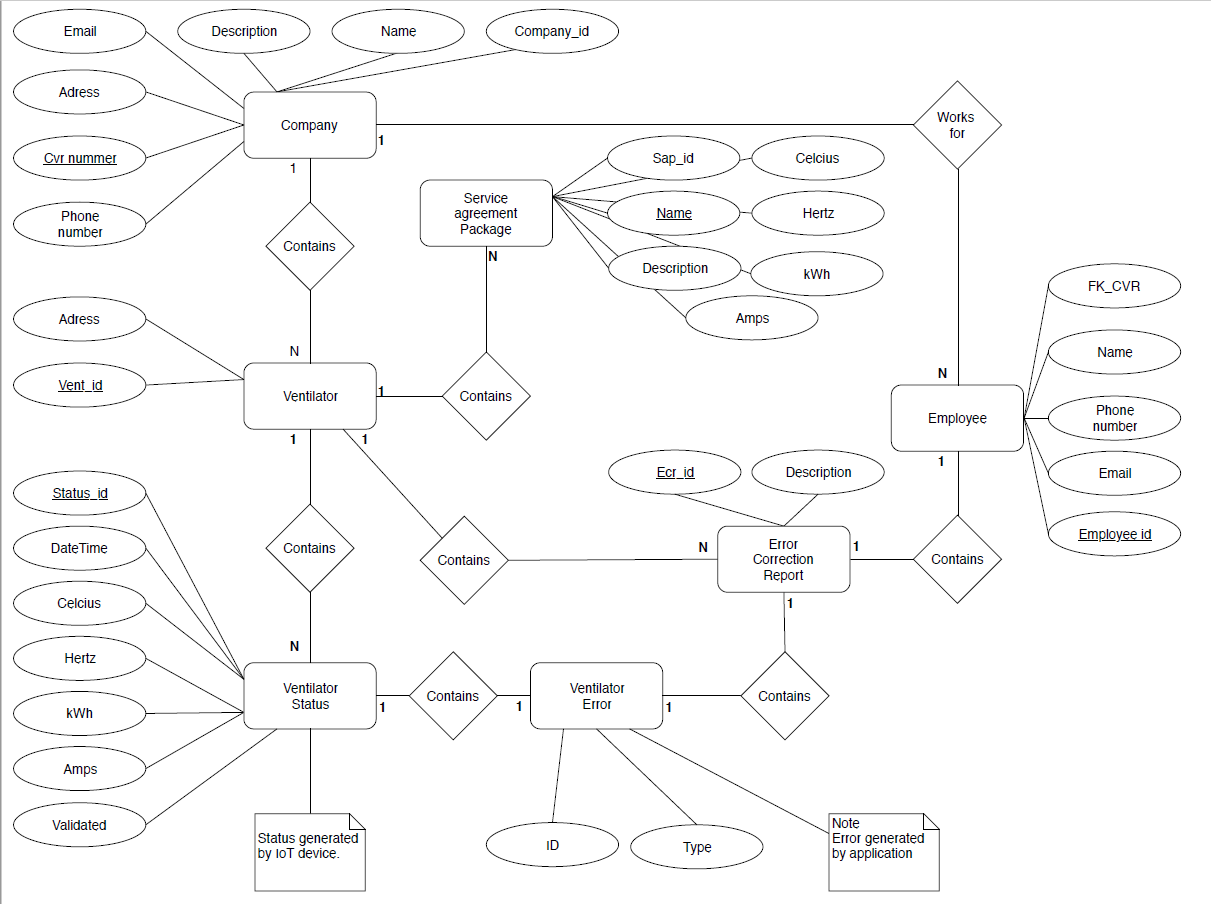 Email
Description
Name
Company_id
Adress
Company
1
Works
for
Cvr nummer
1
Sap_id
Celcius
Service
agreement
Package
Name
Hertz
Phone
number
Contains
N
Description
kWh
Amps
FK_CVR
Adress
Name
N
N
Vent_id
Ventilator
1
Contains
Employee
Phone
number
1
1
1
Ecr_id
Description
Email
Status_id
Employee id
DateTime
Contains
Contains
N
Error
Correction
Report
1
Contains
Celcius
1
Hertz
N
Ventilator
Status
1
Contains
1
Ventilator
Error
1
Contains
kWh
Amps
Validated
Status generated
by IoT device.
ID
Type
Note
Error generated
by application